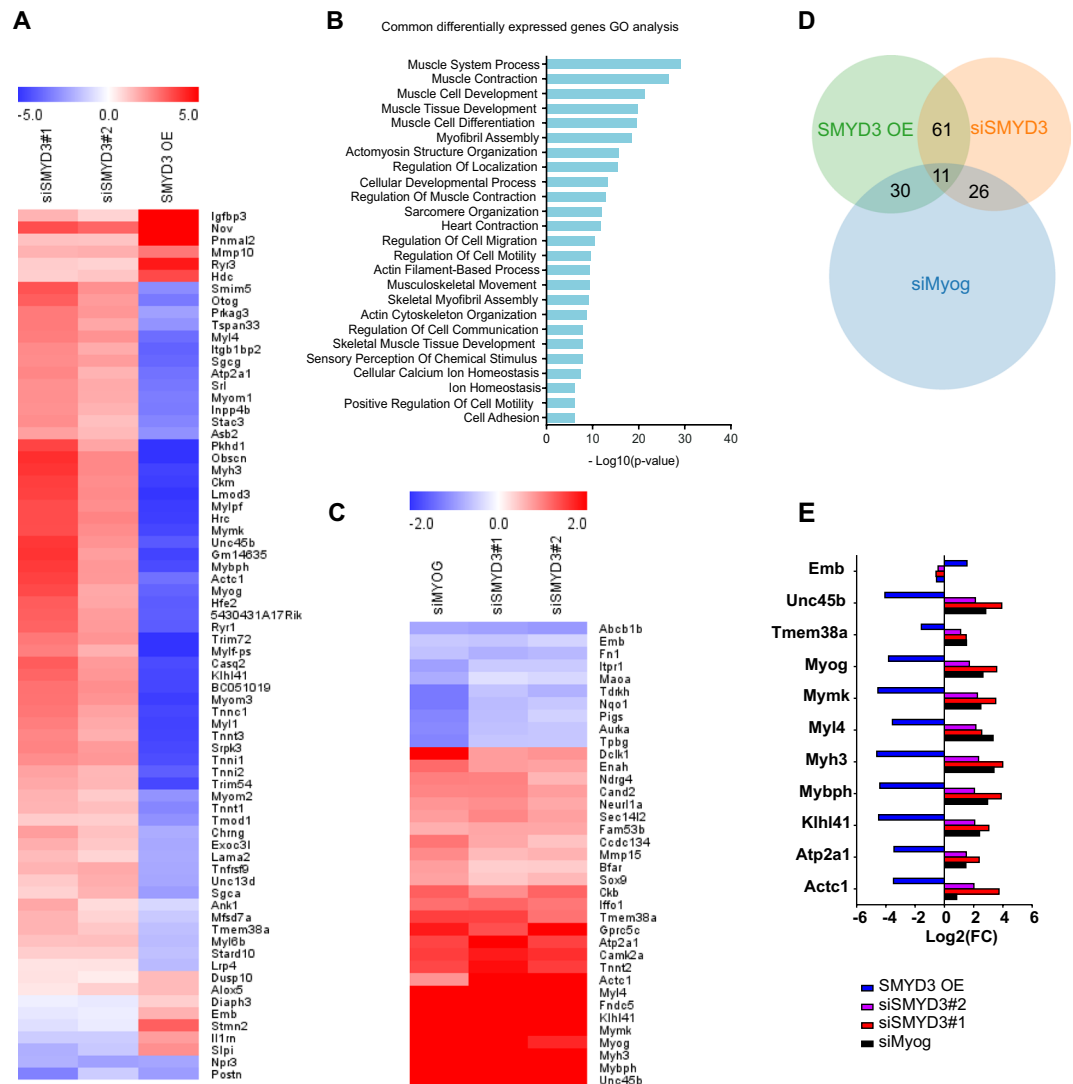 A
-5.0 0.0 5.0
siSMYD3#1
siSMYD3#2
SMYD3 OE
Igfbp3
Nov
Pnmal2
Mmp10
Ryr3
Hdc
Smim5
Otog
Prkag3
Tspan33
Myl4
Itgb1bp2
Sgcg
Atp2a1
Srl
Myom1
Inpp4b
Stac3
Asb2
Pkhd1
Obscn
Myh3
Ckm
Lmod3
Mylpf
Hrc
Mymk
Unc45b
Gm14635
Mybph
Actc1
Myog
Hfe2
5430431A17Rik
Ryr1
Trim72
Mylf-ps
Casq2
Klhl41
BC051019
Myom3
Tnnc1
Myl1
Tnnt3
Srpk3
Tnni1
Tnni2
Trim54
Myom2
Tnnt1
Tmod1
Chrng
Exoc3l
Lama2
Tnfrsf9
Unc13d
Sgca
Ank1
Mfsd7a
Tmem38a
Myl6b
Stard10
Lrp4
Dusp10
Alox5
Diaph3
Emb
Stmn2
Il1rn
Slpi
Npr3
Postn
B
Common differentially expressed genes GO analysis
Muscle System Process
Muscle Contraction
Muscle Cell Development
Muscle Tissue Development
Muscle Cell Differentiation
Myofibril Assembly
Actomyosin Structure Organization
Regulation Of Localization
Cellular Developmental Process
Regulation Of Muscle Contraction
Sarcomere Organization
Heart Contraction
Regulation Of Cell Migration
Regulation Of Cell Motility
Actin Filament-Based Process
Musculoskeletal Movement
Skeletal Myofibril Assembly
Actin Cytoskeleton Organization
Regulation Of Cell Communication
Skeletal Muscle Tissue Development
Sensory Perception Of Chemical Stimulus
Cellular Calcium Ion Homeostasis
Ion Homeostasis
Positive Regulation Of Cell Motility
Cell Adhesion
0 10 20 30 40
- Log10(p-value)
C
-2.0 0.0 2.0
siMYOG
siSMYD3#1
siSMYD3#2
Abcb1b
Emb
Fn1
Itpr1
Maoa
Tdrkh
Nqo1
Pigs
Aurka
Tpbg
Dclk1
Enah
Ndrg4
Cand2
Neurl1a
Sec14l2
Fam53b
Ccdc134
Mmp15
Bfar
Sox9
Ckb
Iffo1
Tmem38a
Gprc5c
Atp2a1
Camk2a
Tnnt2
Actc1
Myl4
Fndc5
Klhl41
Mymk
Myog
Myh3
Mybph
Unc45b
D
SMYD3 OE
61
siSMYD3
11
30
26
siMyog
E
Emb
Unc45b
Tmem38a
Myog
Mymk
Myl4
Myh3
Mybph
Klhl41
Atp2a1
Actc1
-6 -4 -2 0 2 4 6
Log2(FC)
SMYD3 OE
siSMYD3#2
siSMYD3#1
siMyog